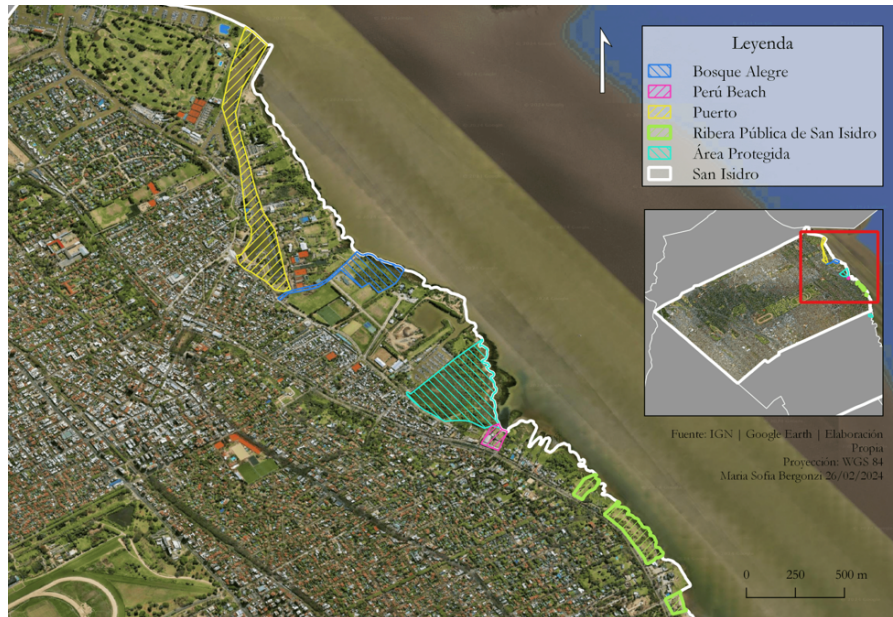 Leyenda
Bosque Alegre
Perú Beach
Puerto
Ribera Pública de San Isidro
Área Protegida
San Isidro
Fuente: IGN | Google Earth | Elaboración
Propia
Proyección: WGS 84
Maria Sofia Bergonzi 26/02/2024
0 250 500 m